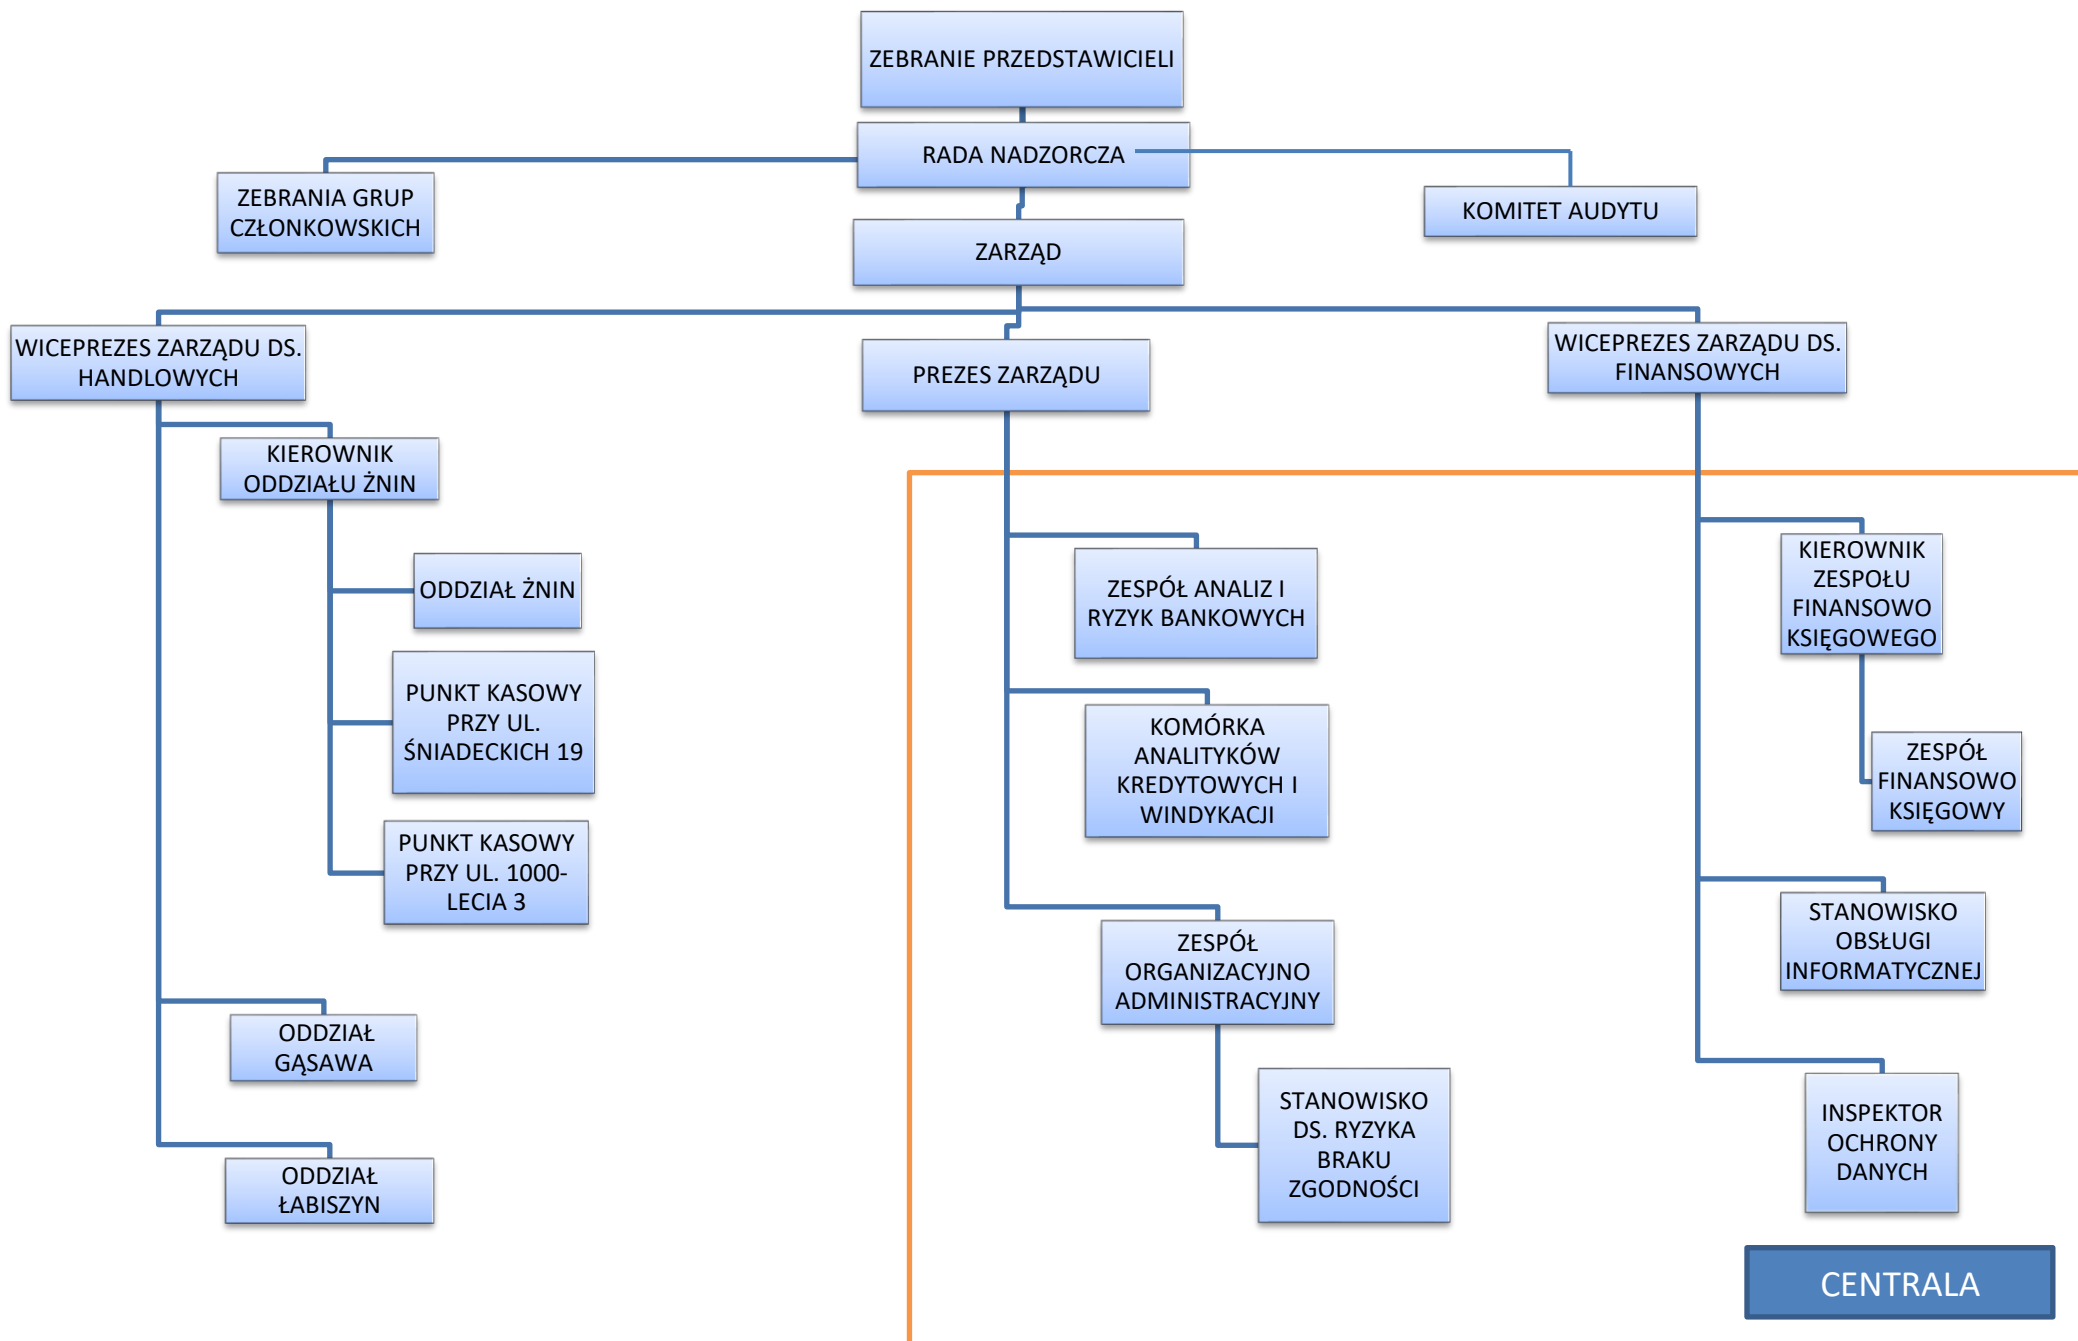 ZEBRANIE PRZEDSTAWICIELI
RADA NADZORCZA
ZEBRANIA GRUP
CZŁONKOWSKICH
KOMITET AUDYTU
ZARZĄD
WICEPREZES ZARZĄDU DS.
HANDLOWYCH
PREZES ZARZĄDU
WICEPREZES ZARZĄDU DS.
FINANSOWYCH
KIEROWNIK
ODDZIAŁU ŻNIN
ODDZIAŁ ŻNIN
PUNKT KASOWY
PRZY UL.
ŚNIADECKICH 19
PUNKT KASOWY
PRZY UL. 1000-
LECIA 3
ODDZIAŁ
GĄSAWA
ODDZIAŁ
ŁABISZYN
ZESPÓŁ ANALIZ I
RYZYK BANKOWYCH
KOMÓRKA
ANALITYKÓW
KREDYTOWYCH I
WINDYKACJI
ZESPÓŁ
ORGANIZACYJNO
ADMINISTRACYJNY
STANOWISKO
DS. RYZYKA
BRAKU
ZGODNOŚCI
KIEROWNIK
ZESPOŁU
FINANSOWO
KSIĘGOWEGO
ZESPÓŁ
FINANSOWO
KSIĘGOWY
STANOWISKO
OBSŁUGI
INFORMATYCZNEJ
INSPEKTOR
OCHRONY
DANYCH
CENTRALA